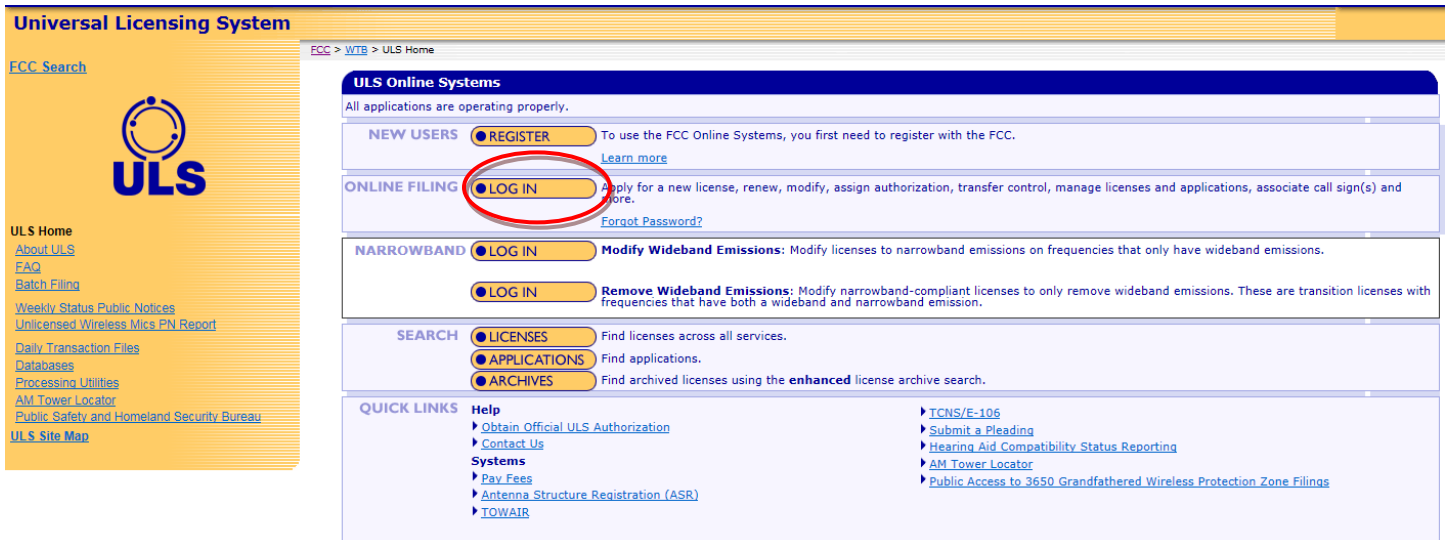 Universal Licensing System
FCC > WTB > ULS Home
FCC Search
ULS
ULS Home
About ULS
FAQ
Batch Filing
Weekly Status Public Notices
Unlicensed Wireless Mics PN Report
Daily Transaction Files
Databases
Processing Utilities
AM Tower Locator
Public Safety and Homeland Security Bureau
ULS Site Map
ULS Online Systems
All applications are operating properly.
NEW USERS REGISTER To use the FCC Online Systems, you first need to register with the FCC.
Learn more
ONLINE FILING LOG IN Apply for a new license, renew, modify, assign authorization, transfer control, manage licenses and applications, associate call sign(s) and
more.
Forgot Password?
NARROWBAND LOG IN Modify Wideband Emissions: Modify licenses to narrowband emissions on frequencies that only have wideband emissions.
LOG IN Remove Wideband Emissions: Modify narrowband-compliant licenses to only remove wideband emissions. These are transition licenses with
frequencies that have both a wideband and narrowband emission.
SEARCH LICENSES Find licenses across all services.
APPLICATIONS Find applications.
ARCHIVES Find archived licenses using the enhanced license archive search.
QUICK LINKS Help
Obtain Official ULS Authorization
Contact Us
Systems
Pay Fees
Antenna Structure Registration (ASR)
TOWAIR
TCNS/E-106
Submit a Pleading
Hearing Aid Compatibility Status Reporting
AM Tower Locator
Public Access to 3650 Grandfathered Wireless Protection Zone Filings